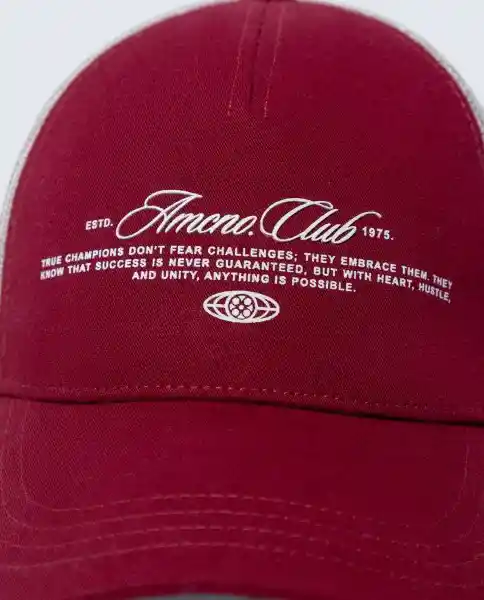 ESTD. Amcno. Club 1975.
TRUE CHAMPIONS DON'T FEAR CHALLENGES; THEY EMBRACE THEM. THEY
KNOW THAT SUCCESS IS NEVER GUARANTEED, BUT WITH HEART, HUSTLE,
AND UNITY, ANYTHING IS POSSIBLE.